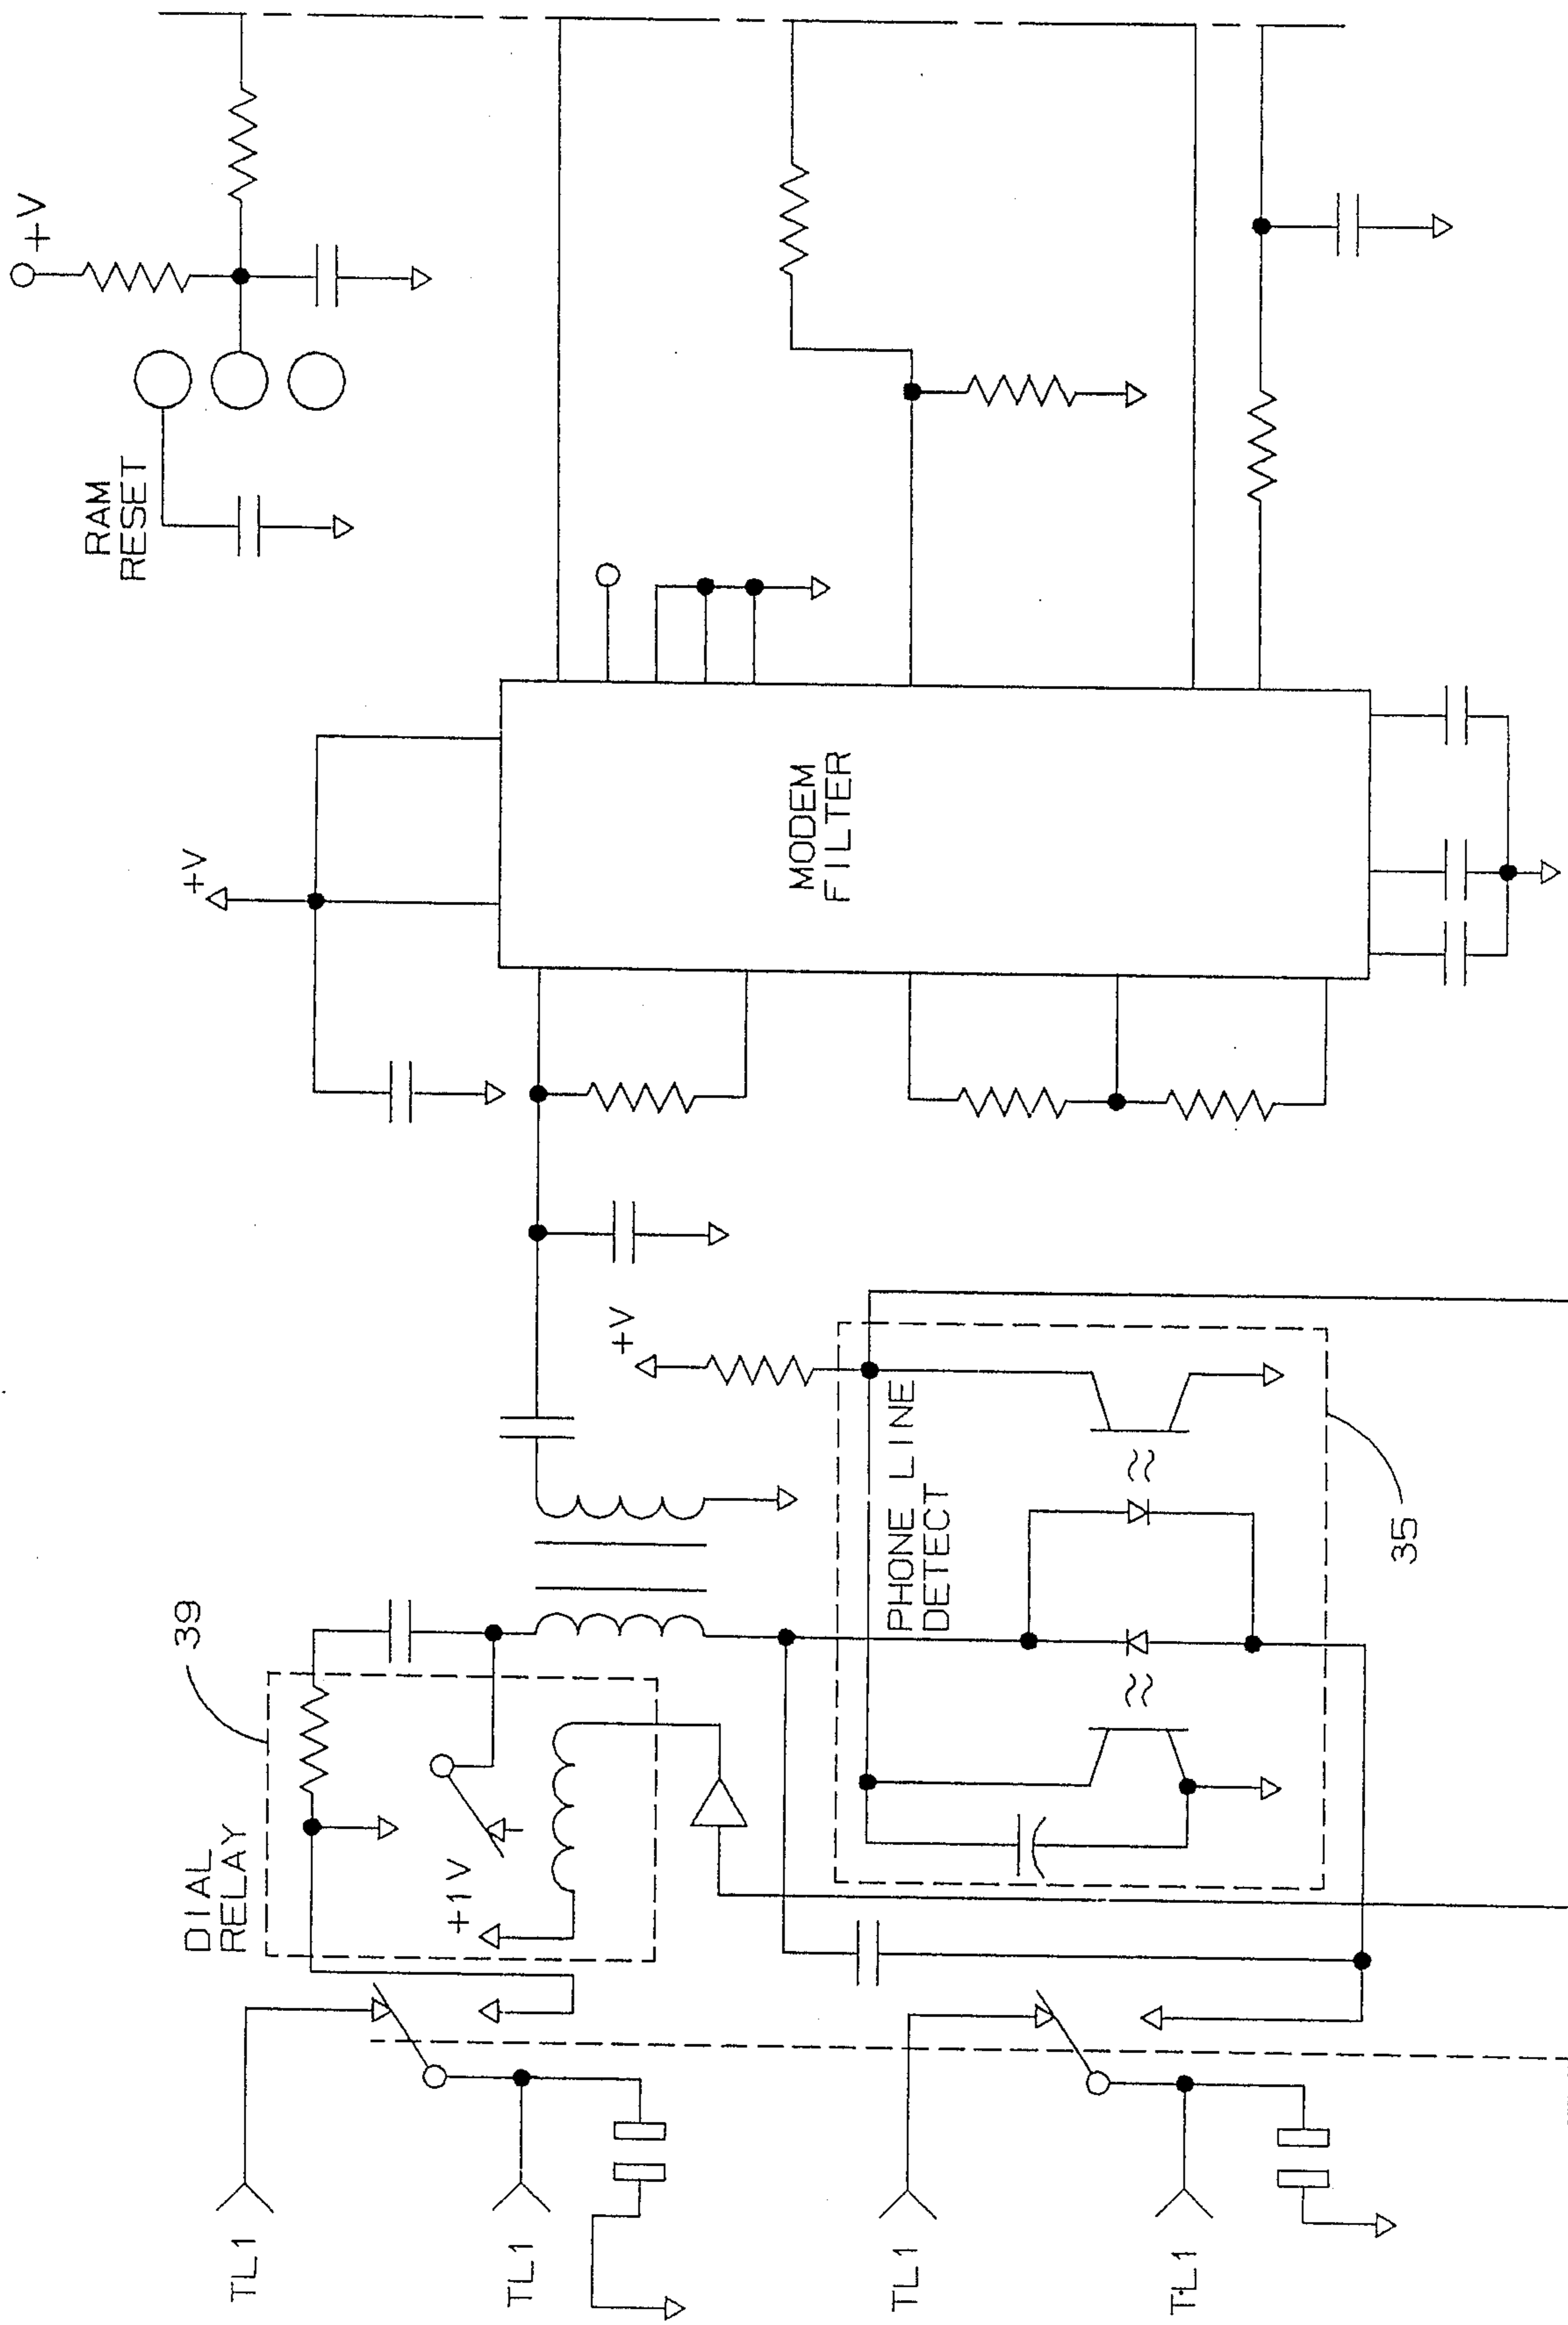 TL1
TL1
TL1
TL1
DIAL
RELAY
39
+1V
PHONE LINE
DETECT
35
+V
+V
MODEM
FILTER
RAM
RESET
+V